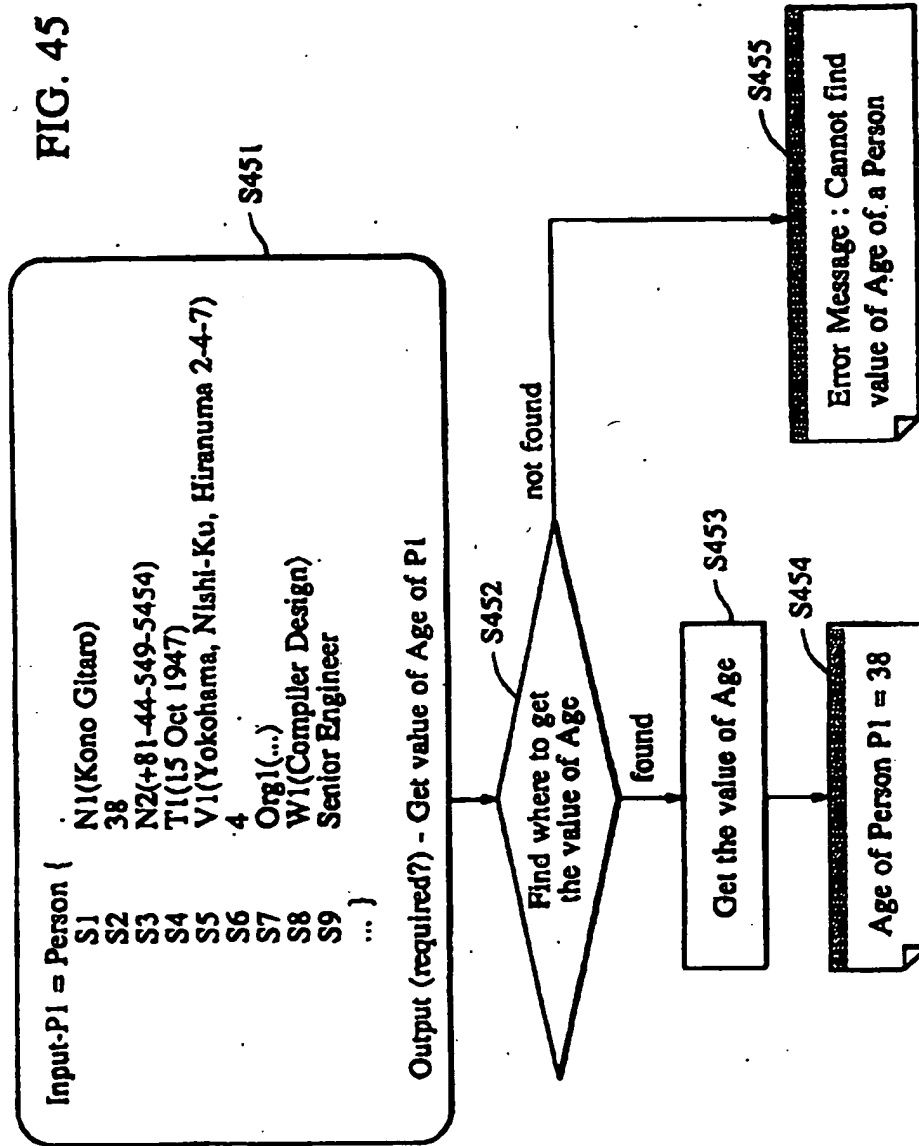 FIG. 45
S451
Input-P1 = Person {
S1 N1(Kono Gitaro)
S2 38
S3 N2(+81-44-549-5454)
S4 T1(15 Oct 1947)
S5 V1(Yokohama, Nishi-Ku, Hiranuma 2-4-7)
S6 4
S7 Org1(...)
S8 W1(Compiler Design)
S9 Senior Engineer
... }
Output (required?) - Get value of Age of P1
S452
Find where to get
the value of Age
not found
found
S453
Get the value of Age
S454
Age of Person P1 = 38
S455
Error Message : Cannot find
value of Age of a Person